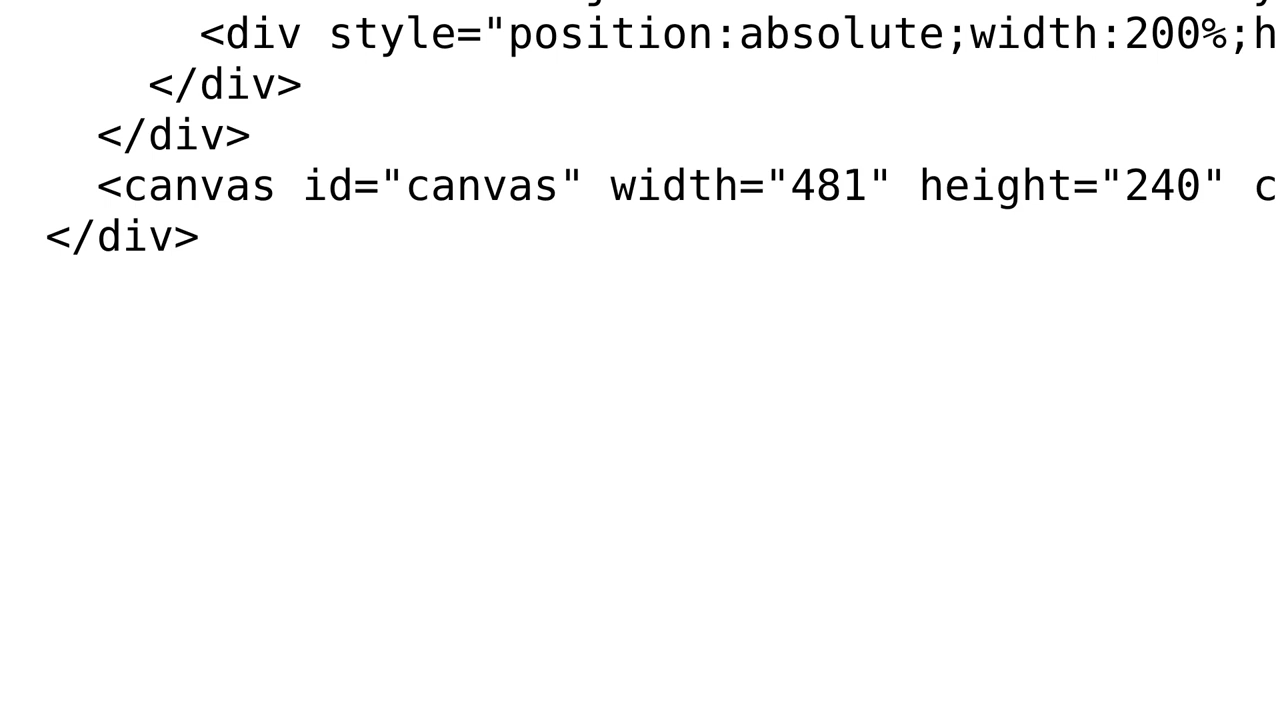 <div style="position:absolute;width:200%;h
</div>
</div>
<canvas id="canvas" width="481" height="240" c
</div>